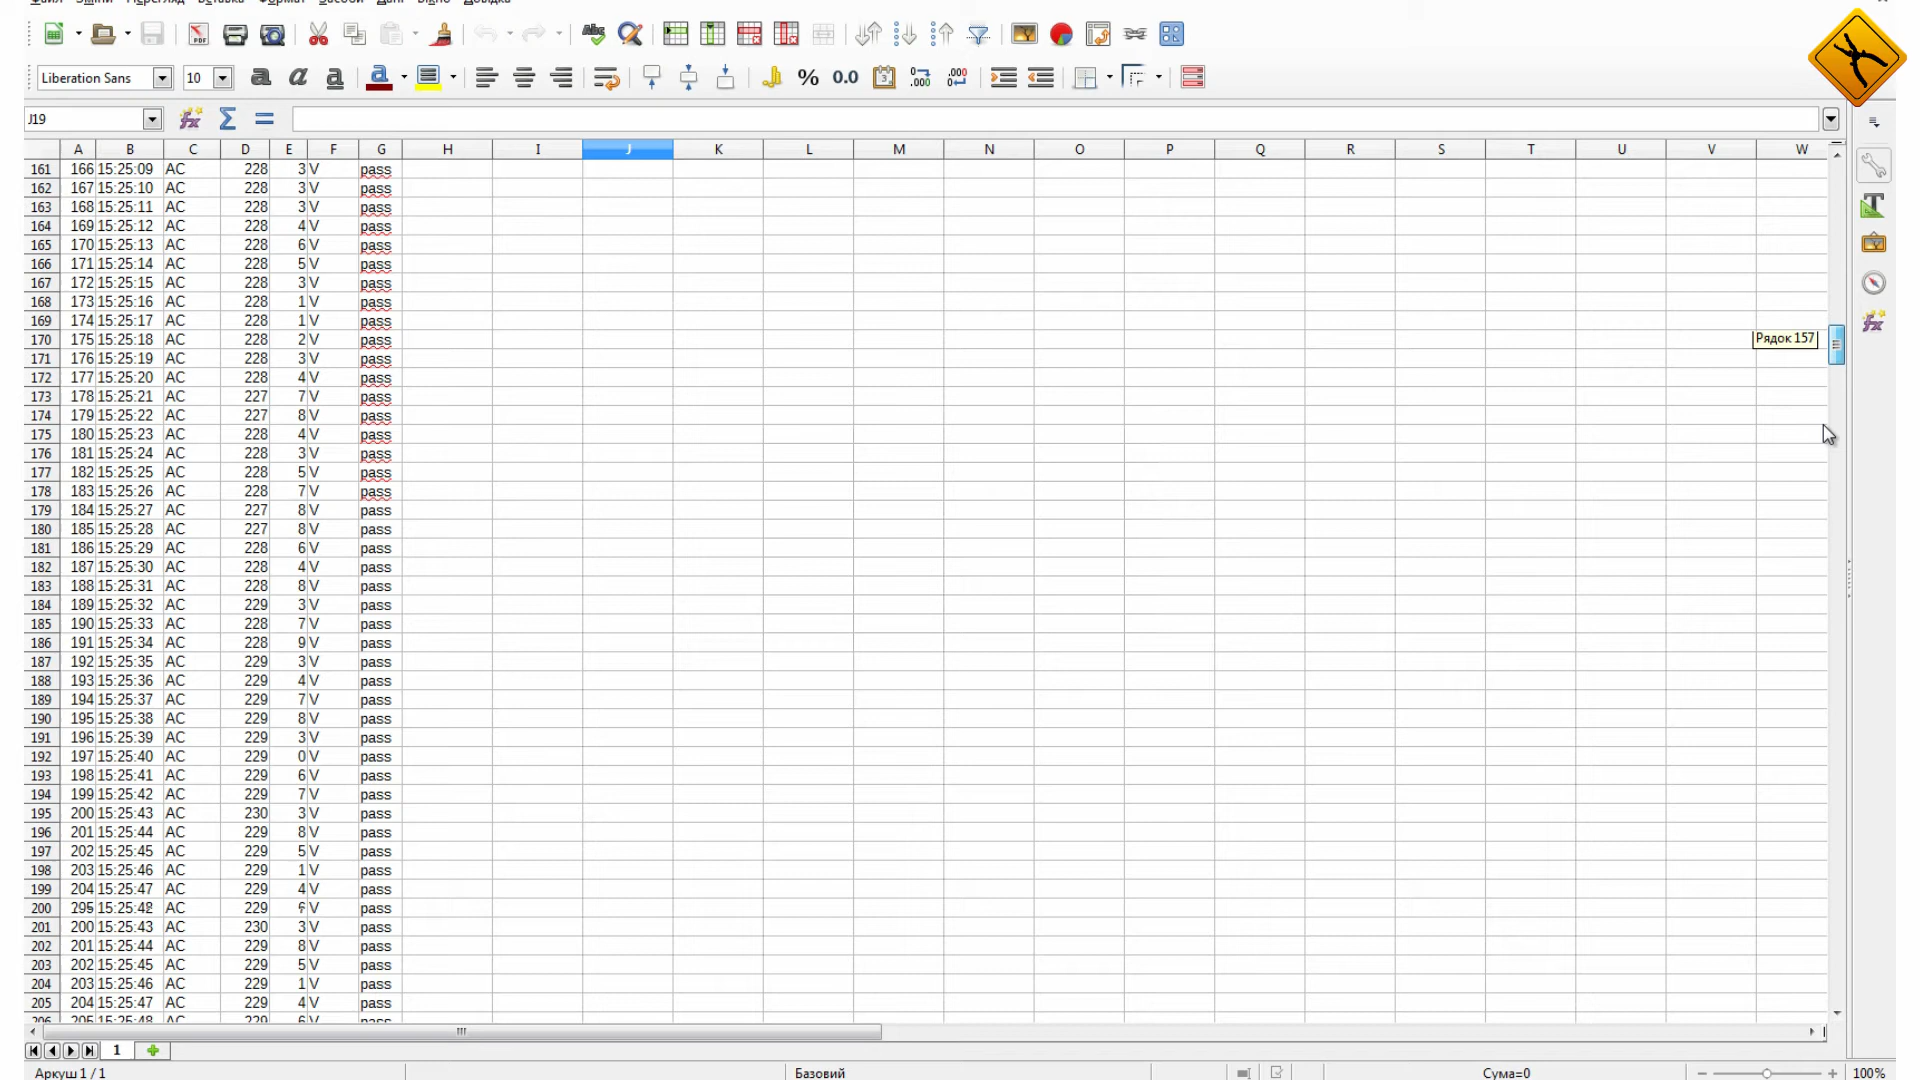 Файл Зміни Перегляд Вставка Формат Засоби Дані Вікно Довідка
Liberation Sans 10
J19
A B C D E F G H I J K L M N O P Q R S T U V W
161 166 15:25:09 AC 228 3 V pass
162 167 15:25:10 AC 228 3 V pass
163 168 15:25:11 AC 228 3 V pass
164 169 15:25:12 AC 228 4 V pass
165 170 15:25:13 AC 228 6 V pass
166 171 15:25:14 AC 228 5 V pass
167 172 15:25:15 AC 228 3 V pass
168 173 15:25:16 AC 228 1 V pass
169 174 15:25:17 AC 228 1 V pass
170 175 15:25:18 AC 228 2 V pass
Рядок 157
171 176 15:25:19 AC 228 3 V pass
172 177 15:25:20 AC 228 4 V pass
173 178 15:25:21 AC 227 7 V pass
174 179 15:25:22 AC 227 8 V pass
175 180 15:25:23 AC 228 4 V pass
176 181 15:25:24 AC 228 3 V pass
177 182 15:25:25 AC 228 5 V pass
178 183 15:25:26 AC 228 7 V pass
179 184 15:25:27 AC 227 8 V pass
180 185 15:25:28 AC 227 8 V pass
181 186 15:25:29 AC 228 6 V pass
182 187 15:25:30 AC 228 4 V pass
183 188 15:25:31 AC 228 8 V pass
184 189 15:25:32 AC 229 3 V pass
185 190 15:25:33 AC 228 7 V pass
186 191 15:25:34 AC 228 9 V pass
187 192 15:25:35 AC 229 3 V pass
188 193 15:25:36 AC 229 4 V pass
189 194 15:25:37 AC 229 7 V pass
190 195 15:25:38 AC 229 8 V pass
191 196 15:25:39 AC 229 3 V pass
192 197 15:25:40 AC 229 0 V pass
193 198 15:25:41 AC 229 6 V pass
194 199 15:25:42 AC 229 7 V pass
195 200 15:25:43 AC 230 3 V pass
196 201 15:25:44 AC 229 8 V pass
197 202 15:25:45 AC 229 5 V pass
198 203 15:25:46 AC 229 1 V pass
199 204 15:25:47 AC 229 4 V pass
200 AC 229 V pass
201 200 15:25:43 AC 230 3 V pass
202 201 15:25:44 AC 229 8 V pass
203 202 15:25:45 AC 229 5 V pass
204 203 15:25:46 AC 229 1 V pass
205 204 15:25:47 AC 229 4 V pass
206 205 15:25:48 AC 229 6 V pass
1
Аркуш 1 / 1 Базовий Сума=0 100%